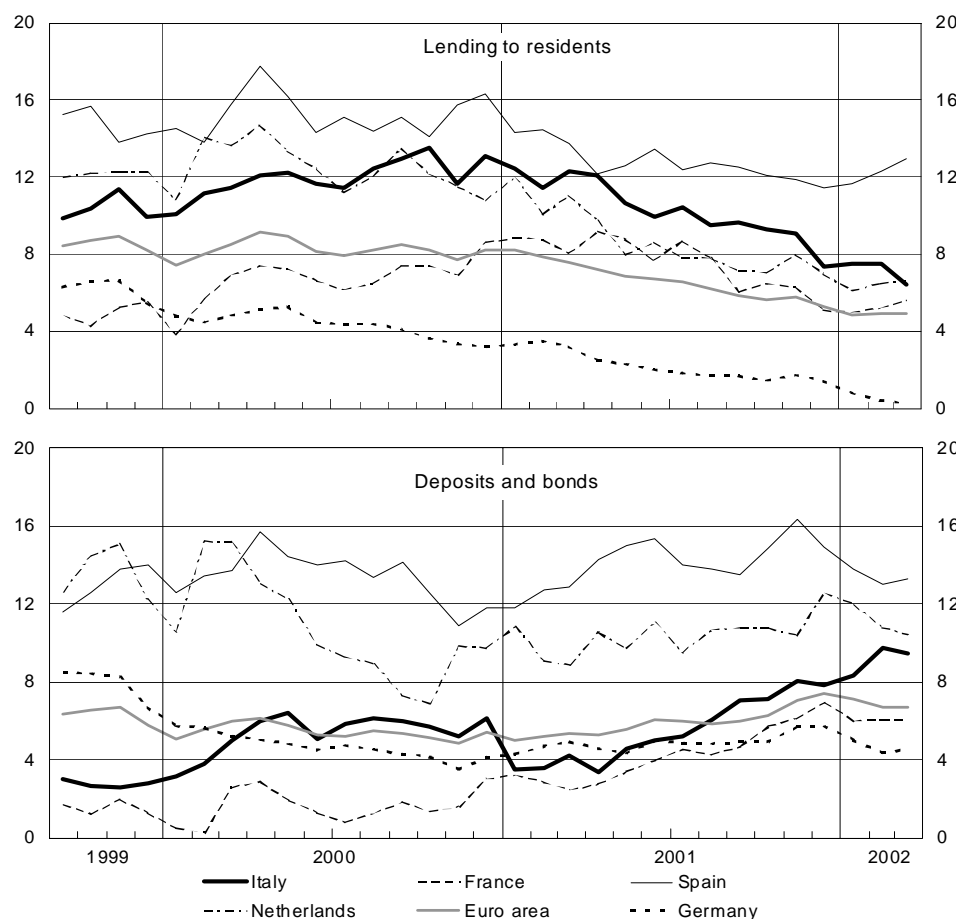 20 20
Lending to residents
16 16
12 12
8 8
4 4
0 0
20 20
Deposits and bonds
16 16
12 12
8 8
4 4
0 0
1999 2000 2001 2002
Italy France Spain
Netherlands Euro area Germany